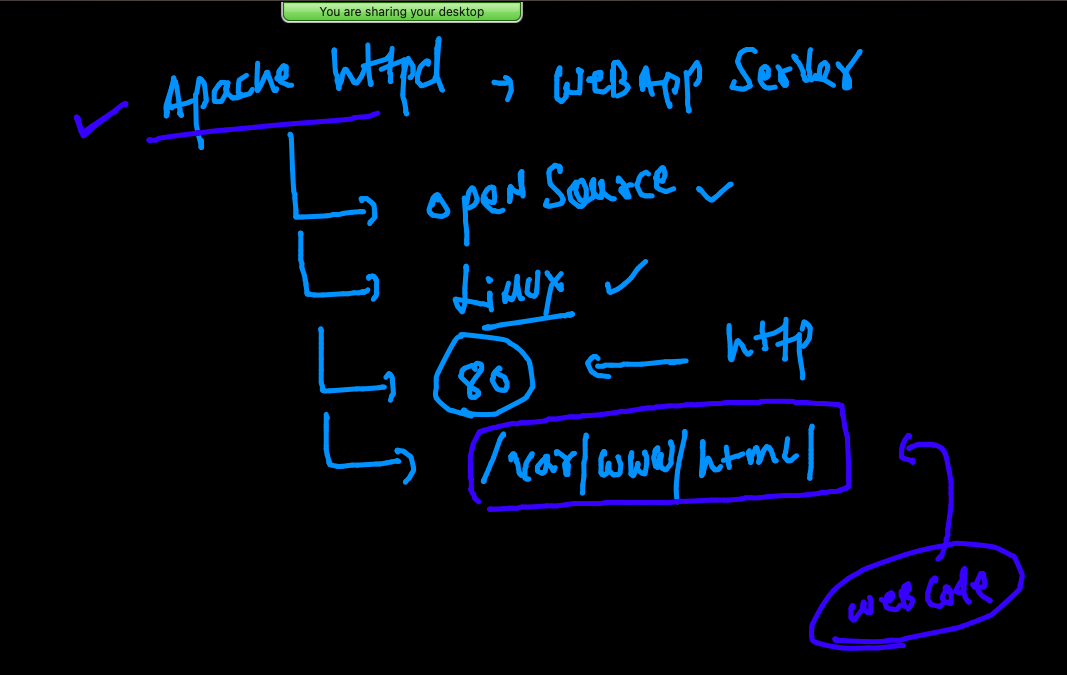 You are sharing your desktop
Apache httpd → WEBApp Server
open Source
Linux
80 ← http
/var/www/html/
WEB Code